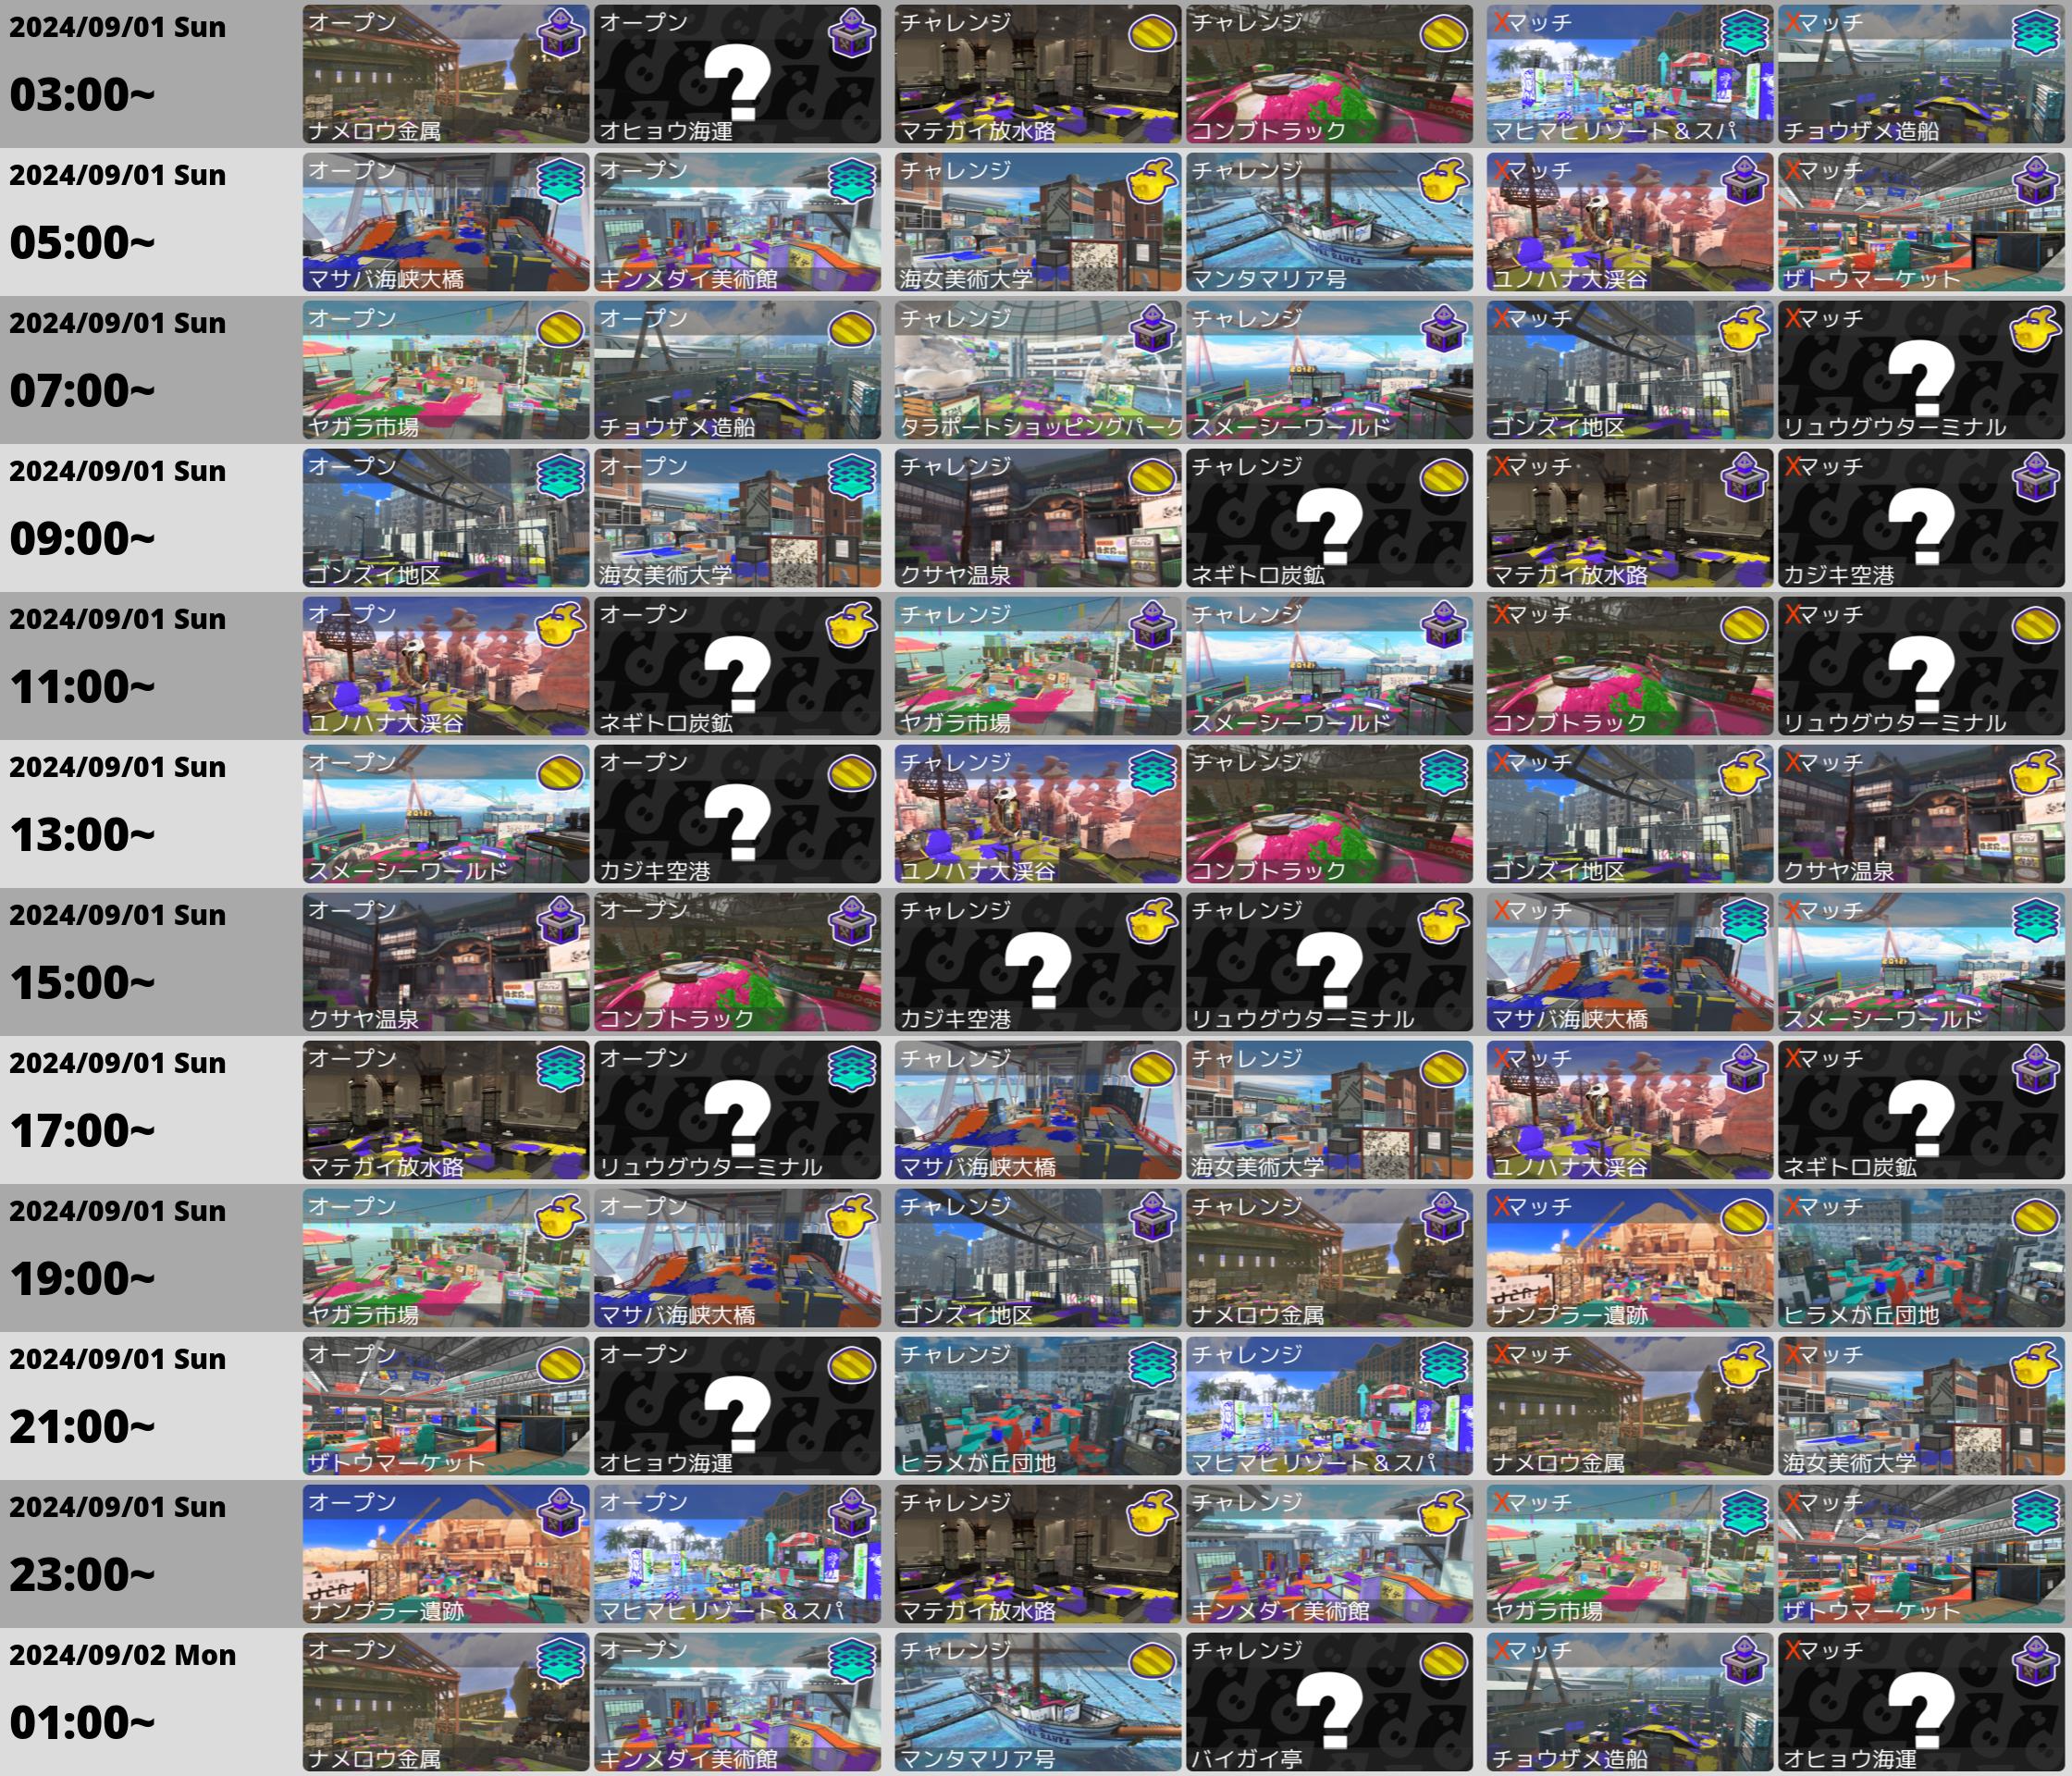 2024/09/01 Sun
03:00~
オープン
ナメロウ金属
オープン
?
オヒョウ海運
チャレンジ
マテガイ放水路
チャレンジ
コンブトラック
Xマッチ
マヒマヒリゾート&スパ
Xマッチ
チョウザメ造船
2024/09/01 Sun
05:00~
オープン
マサバ海峡大橋
オープン
キンメダイ美術館
チャレンジ
海女美術大学
チャレンジ
マンタマリア号
Xマッチ
ユノハナ大渓谷
Xマッチ
ザトウマーケット
2024/09/01 Sun
07:00~
オープン
ヤガラ市場
オープン
チョウザメ造船
チャレンジ
タラポートショッピングパーク
チャレンジ
スメーシーワールド
Xマッチ
ゴンズイ地区
Xマッチ
?
リュウグウターミナル
2024/09/01 Sun
09:00~
オープン
ゴンズイ地区
オープン
海女美術大学
チャレンジ
クサヤ温泉
チャレンジ
?
ネギトロ炭鉱
Xマッチ
マテガイ放水路
Xマッチ
?
カジキ空港
2024/09/01 Sun
11:00~
オープン
ユノハナ大渓谷
オープン
?
ネギトロ炭鉱
チャレンジ
ヤガラ市場
チャレンジ
スメーシーワールド
Xマッチ
コンブトラック
Xマッチ
?
リュウグウターミナル
2024/09/01 Sun
13:00~
オープン
スメーシーワールド
オープン
?
カジキ空港
チャレンジ
ユノハナ大渓谷
チャレンジ
コンブトラック
Xマッチ
ゴンズイ地区
Xマッチ
クサヤ温泉
2024/09/01 Sun
15:00~
オープン
クサヤ温泉
オープン
コンブトラック
チャレンジ
?
カジキ空港
チャレンジ
?
リュウグウターミナル
Xマッチ
マサバ海峡大橋
Xマッチ
スメーシーワールド
2024/09/01 Sun
17:00~
オープン
マテガイ放水路
オープン
?
リュウグウターミナル
チャレンジ
マサバ海峡大橋
チャレンジ
海女美術大学
Xマッチ
ユノハナ大渓谷
Xマッチ
?
ネギトロ炭鉱
2024/09/01 Sun
19:00~
オープン
ヤガラ市場
オープン
マサバ海峡大橋
チャレンジ
ゴンズイ地区
チャレンジ
ナメロウ金属
Xマッチ
ナンプラー遺跡
Xマッチ
ヒラメが丘団地
2024/09/01 Sun
21:00~
オープン
ザトウマーケット
オープン
?
オヒョウ海運
チャレンジ
ヒラメが丘団地
チャレンジ
マヒマヒリゾート&スパ
Xマッチ
ナメロウ金属
Xマッチ
海女美術大学
2024/09/01 Sun
23:00~
オープン
ナンプラー遺跡
オープン
マヒマヒリゾート&スパ
チャレンジ
マテガイ放水路
チャレンジ
キンメダイ美術館
Xマッチ
ヤガラ市場
Xマッチ
ザトウマーケット
2024/09/02 Mon
01:00~
オープン
ナメロウ金属
オープン
キンメダイ美術館
チャレンジ
マンタマリア号
チャレンジ
?
バイガイ亭
Xマッチ
チョウザメ造船
Xマッチ
?
オヒョウ海運